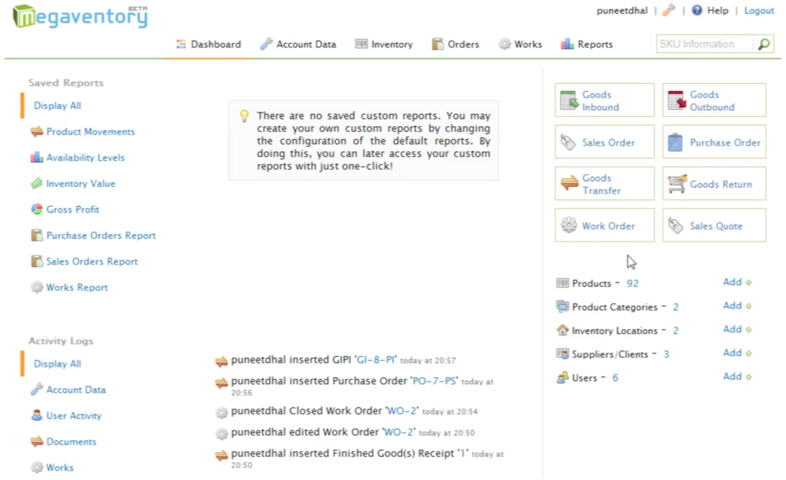 megaventory BETA
puneetdhal Help Logout
Dashboard Account Data Inventory Orders Works Reports SKU Information
Saved Reports
Display All
Product Movements
Availability Levels
Inventory Value
Gross Profit
Purchase Orders Report
Sales Orders Report
Works Report
There are no saved custom reports. You may
create your own custom reports by changing
the configuration of the default reports. By
doing this, you can later access your custom
reports with just one-click!
Goods
Inbound
Goods
Outbound
Sales Order
Purchase Order
Goods
Transfer
Goods Return
Work Order
Sales Quote
Products - 92 Add
Product Categories - 2 Add
Inventory Locations - 2 Add
Suppliers/Clients - 3 Add
Users - 6 Add
Activity Logs
Display All
Account Data
User Activity
Documents
Works
puneetdhal inserted GIPI 'GI-8-PI' today at 20:57
puneetdhal inserted Purchase Order 'PO-7-PS' today at
20:56
puneetdhal Closed Work Order 'WO-2' today at 20:54
puneetdhal edited Work Order 'WO-2' today at 20:50
puneetdhal inserted Finished Good(s) Receipt '1' today at
20:50